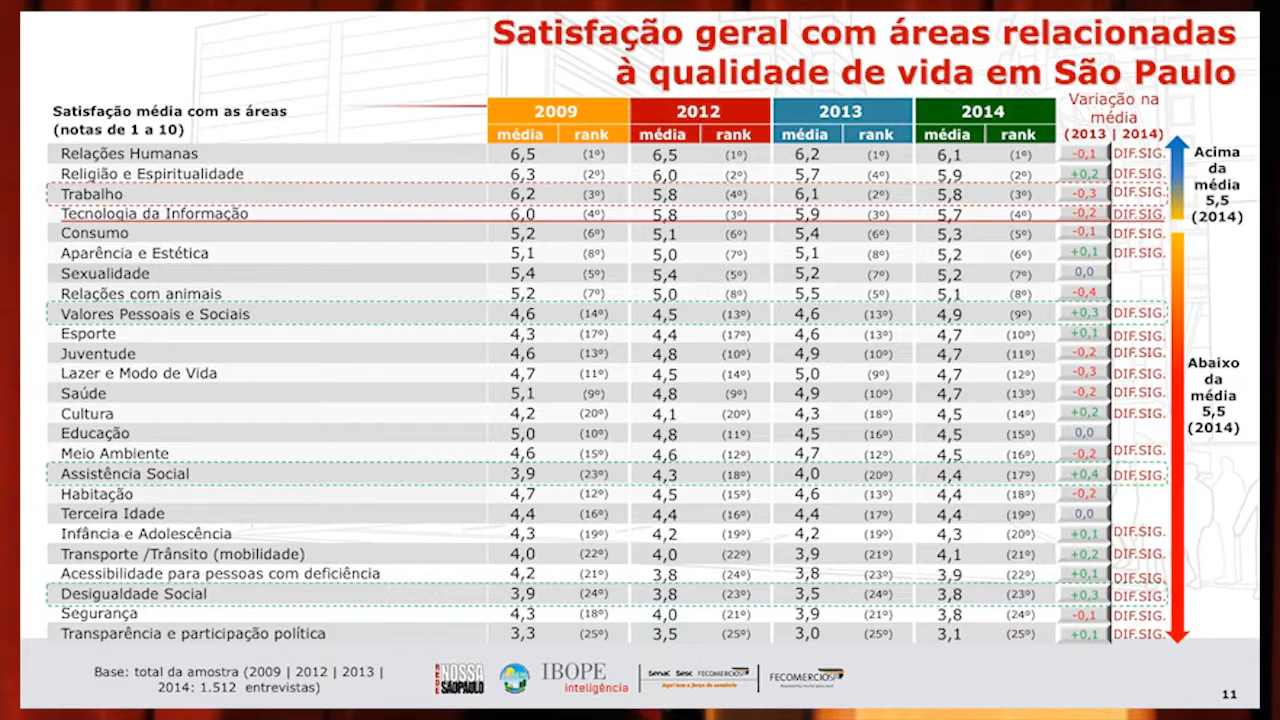 Satisfação geral com áreas relacionadas
à qualidade de vida em São Paulo
Satisfação média com as áreas
(notas de 1 a 10)
2009 2012 2013 2014 Variação na
média
(2013 | 2014)
média rank média rank média rank média rank
Relações Humanas 6,5 (1º) 6,5 (1º) 6,2 (1º) 6,1 (1º) -0,1 DIF.SIG.
Religião e Espiritualidade 6,3 (2º) 6,0 (2º) 5,7 (4º) 5,9 (2º) +0,2 DIF.SIG.
Trabalho 6,2 (3º) 5,8 (4º) 6,1 (2º) 5,8 (3º) -0,3 DIF.SIG.
Tecnologia da Informação 6,0 (4º) 5,8 (3º) 5,9 (3º) 5,7 (4º) -0,2 DIF.SIG.
Consumo 5,2 (6º) 5,1 (6º) 5,4 (6º) 5,3 (5º) -0,1 DIF.SIG.
Aparência e Estética 5,1 (8º) 5,0 (7º) 5,1 (8º) 5,2 (6º) +0,1 DIF.SIG.
Sexualidade 5,4 (5º) 5,4 (5º) 5,2 (7º) 5,2 (7º) 0,0
Relações com animais 5,2 (7º) 5,0 (8º) 5,5 (5º) 5,1 (8º) -0,4
Valores Pessoais e Sociais 4,6 (14º) 4,5 (13º) 4,6 (13º) 4,9 (9º) +0,3 DIF.SIG.
Esporte 4,3 (17º) 4,4 (17º) 4,6 (13º) 4,7 (10º) +0,1 DIF.SIG.
Juventude 4,6 (13º) 4,8 (10º) 4,9 (10º) 4,7 (11º) -0,2 DIF.SIG.
Lazer e Modo de Vida 4,7 (11º) 4,5 (14º) 5,0 (9º) 4,7 (12º) -0,3 DIF.SIG.
Saúde 5,1 (9º) 4,8 (9º) 4,9 (10º) 4,7 (13º) -0,2 DIF.SIG.
Cultura 4,2 (20º) 4,1 (20º) 4,3 (18º) 4,5 (14º) +0,2 DIF.SIG.
Educação 5,0 (10º) 4,8 (11º) 4,5 (16º) 4,5 (15º) 0,0
Meio Ambiente 4,6 (15º) 4,6 (12º) 4,7 (12º) 4,5 (16º) -0,2 DIF.SIG.
Assistência Social 3,9 (23º) 4,3 (18º) 4,0 (20º) 4,4 (17º) +0,4 DIF.SIG.
Habitação 4,7 (12º) 4,5 (15º) 4,6 (13º) 4,4 (18º) -0,2
Terceira Idade 4,4 (16º) 4,4 (16º) 4,4 (17º) 4,4 (19º) 0,0
Infância e Adolescência 4,3 (19º) 4,2 (19º) 4,2 (19º) 4,3 (20º) +0,1 DIF.SIG.
Transporte /Trânsito (mobilidade) 4,0 (22º) 4,0 (22º) 3,9 (21º) 4,1 (21º) +0,2 DIF.SIG.
Acessibilidade para pessoas com deficiência 4,2 (21º) 3,8 (24º) 3,8 (23º) 3,9 (22º) +0,1 DIF.SIG.
Desigualdade Social 3,9 (24º) 3,8 (23º) 3,5 (24º) 3,8 (23º) +0,3 DIF.SIG.
Segurança 4,3 (18º) 4,0 (21º) 3,9 (21º) 3,8 (24º) -0,1 DIF.SIG.
Transparência e participação política 3,3 (25º) 3,5 (25º) 3,0 (25º) 3,1 (25º) +0,1 DIF.SIG.
Acima
da
média
5,5
(2014)
Abaixo
da
média
5,5
(2014)
Base: total da amostra (2009 | 2012 | 2013 |
2014: 1.512 entrevistas)
REDE NOSSA
SÃOPAULO
IBOPE
inteligência
Senac Sesc FECOMERCIOSP
Aqui tem a força do comércio
FECOMERCIOSP
11